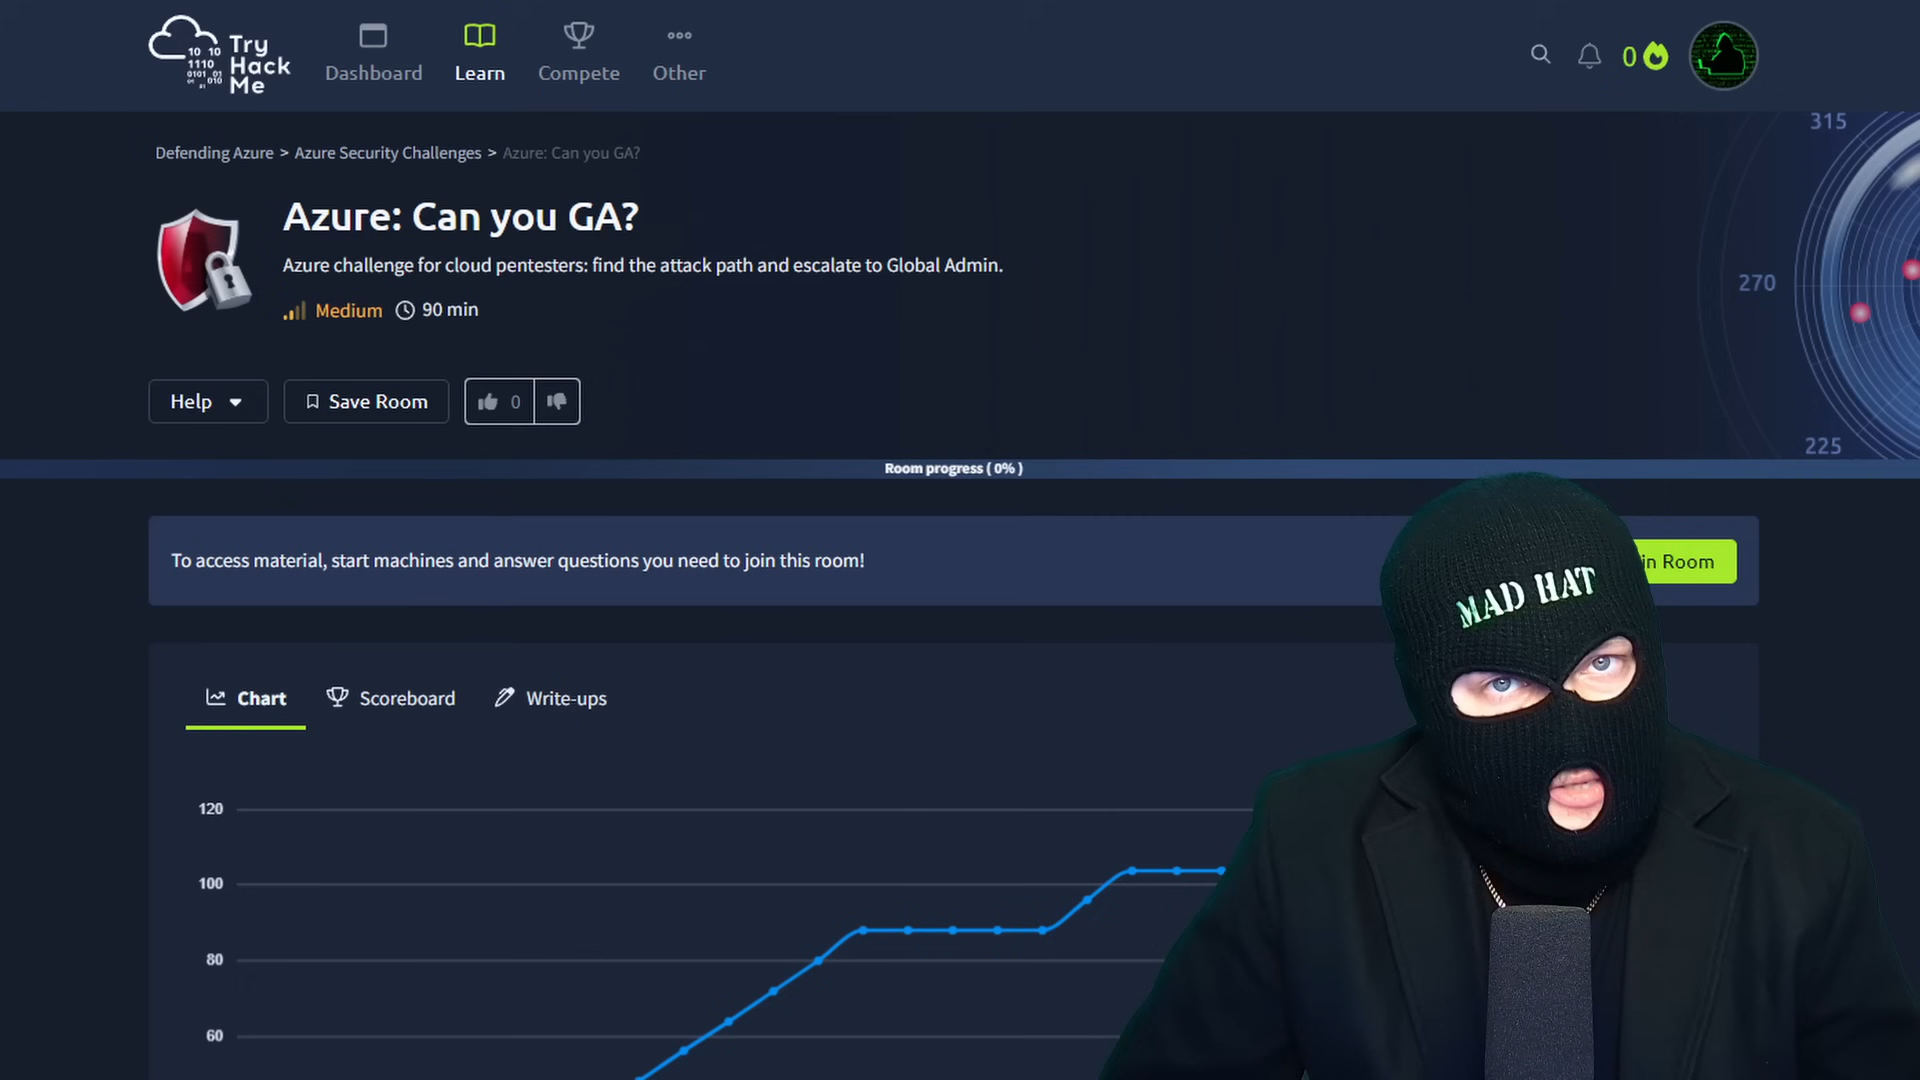 Try
Hack
Me
Dashboard
Learn
Compete
Other
0
Defending Azure > Azure Security Challenges > Azure: Can you GA?
Azure: Can you GA?
Azure challenge for cloud pentesters: find the attack path and escalate to Global Admin.
Medium
90 min
315
270
225
Help
Save Room
0
Room progress ( 0% )
To access material, start machines and answer questions you need to join this room!
in Room
MAD HAT
Chart
Scoreboard
Write-ups
120
100
80
60